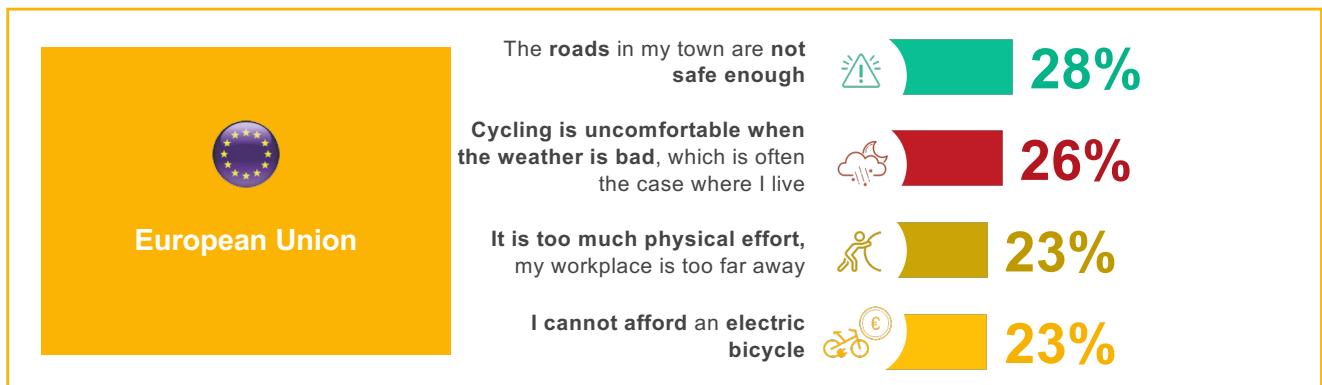 European Union
The roads in my town are not
safe enough
28%
Cycling is uncomfortable when
the weather is bad, which is often
the case where I live
26%
It is too much physical effort,
my workplace is too far away
23%
I cannot afford an electric
bicycle
€
23%